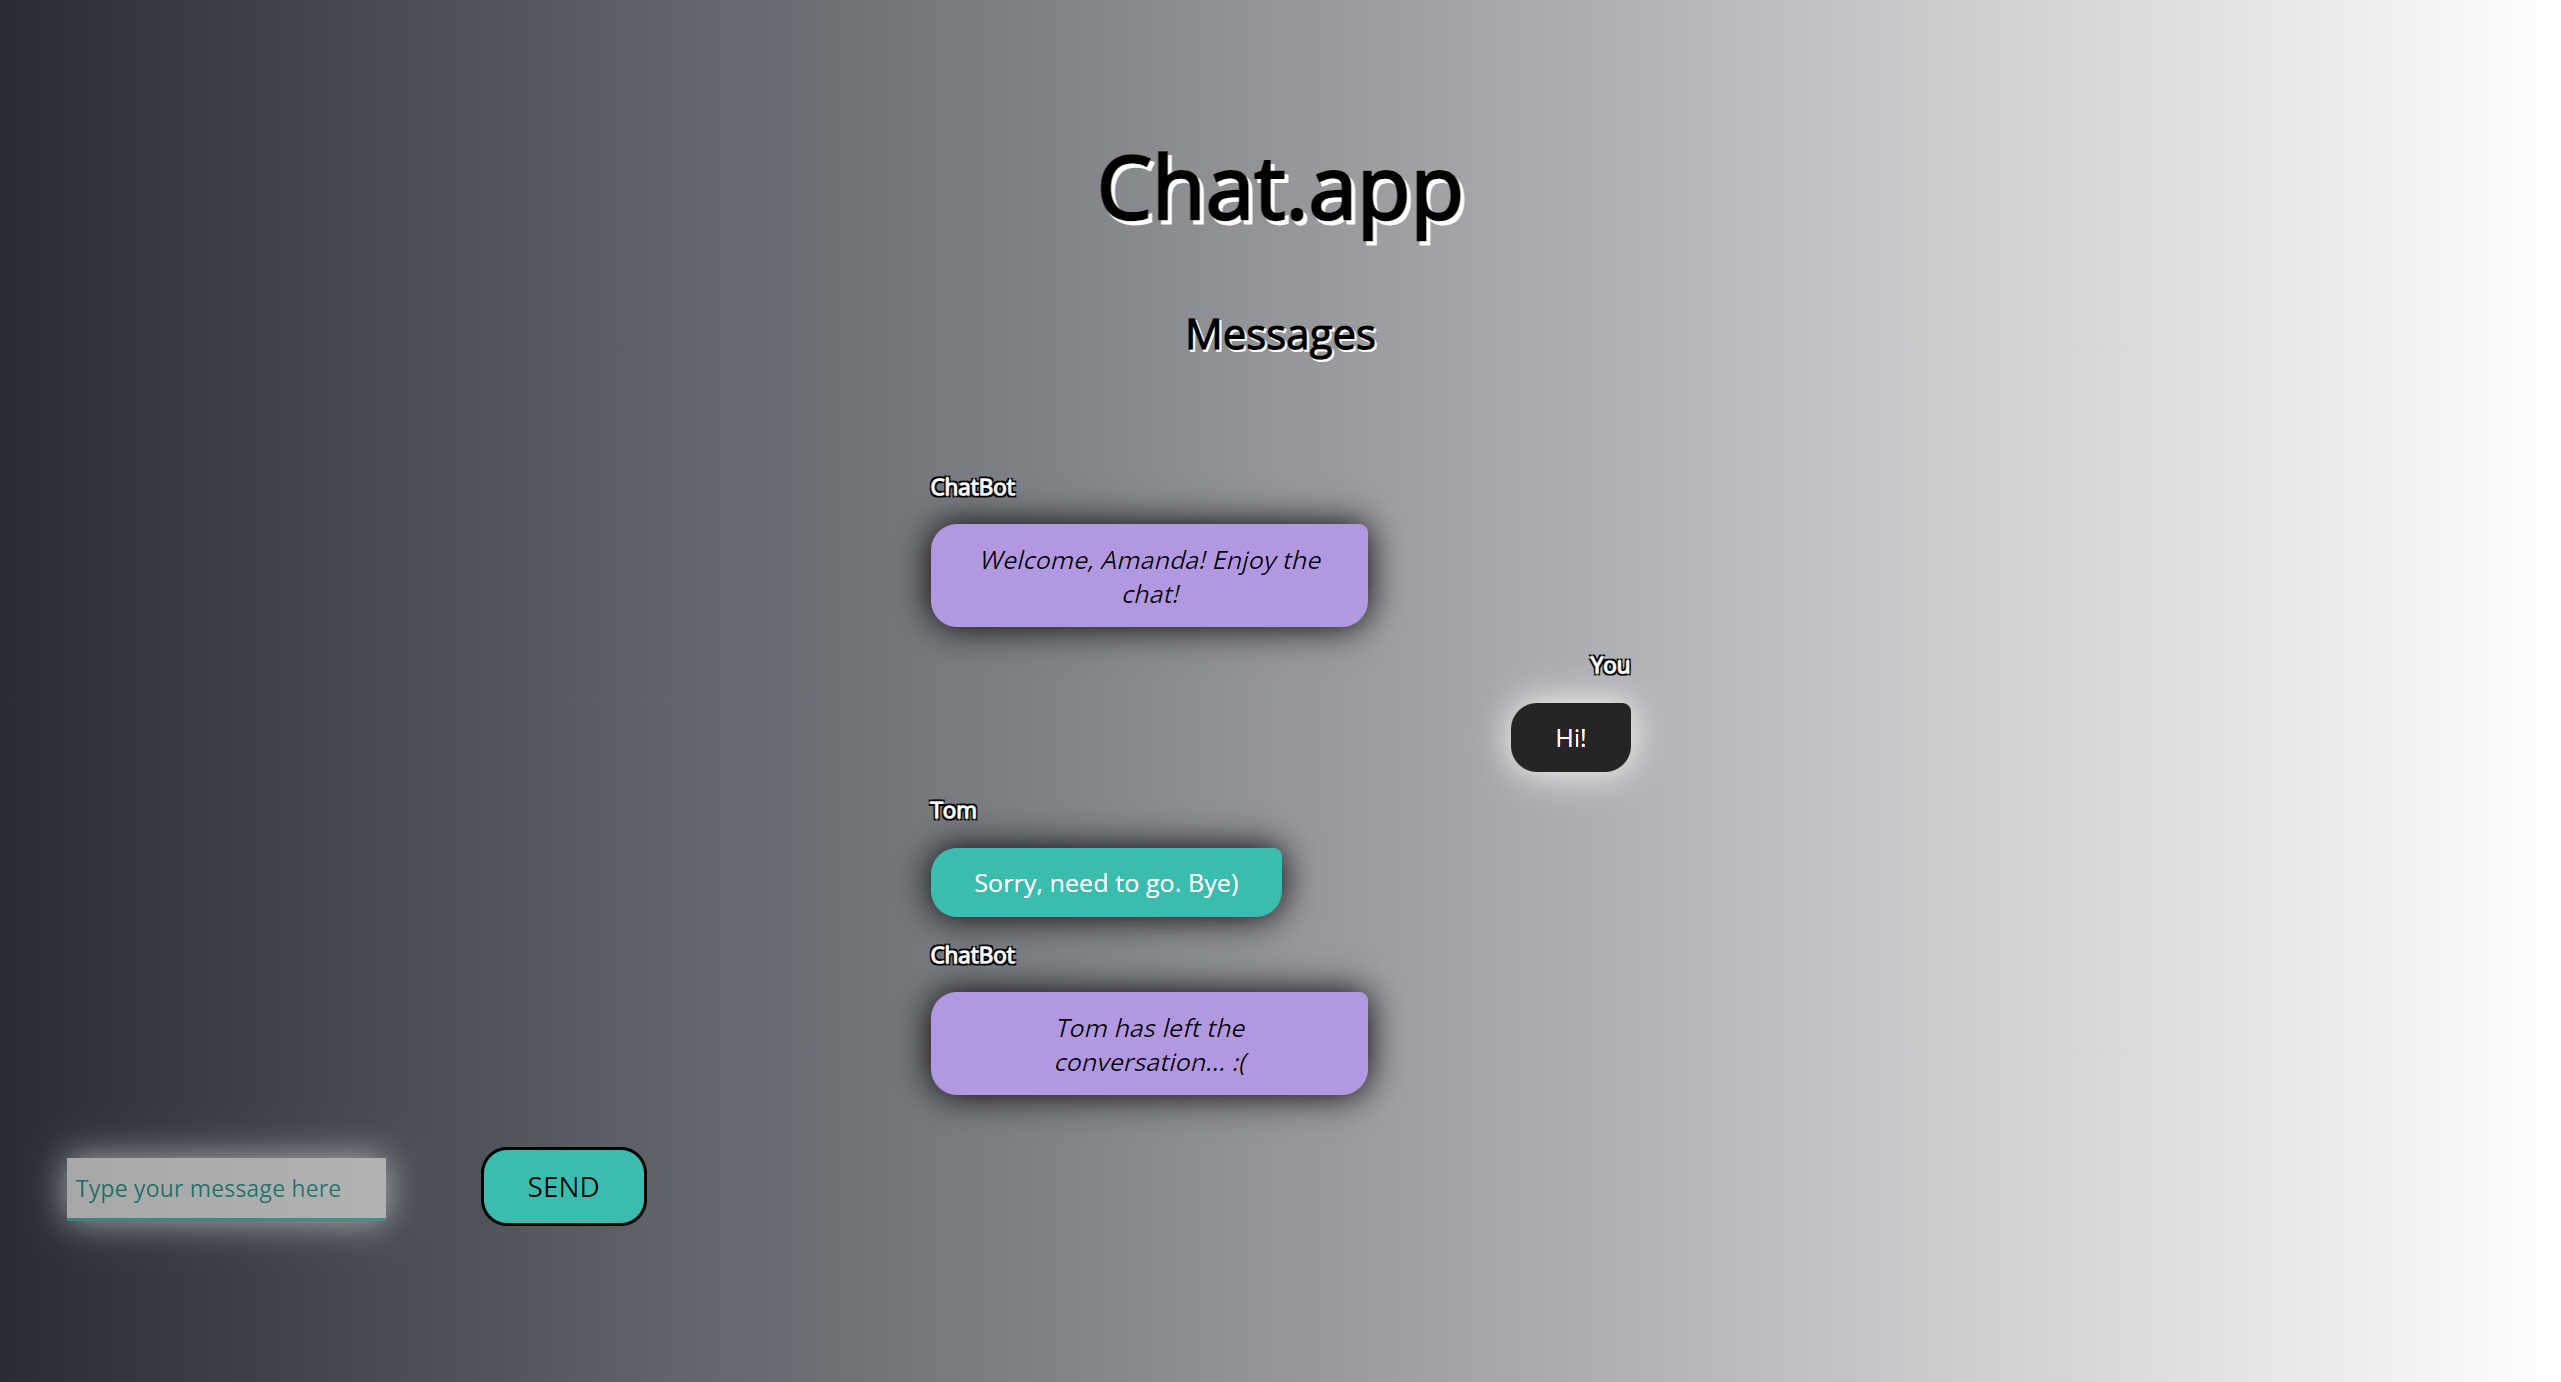 Chat.app
Messages
ChatBot
Welcome, Amanda! Enjoy the
chat!
You
Hi!
Tom
Sorry, need to go. Bye)
ChatBot
Tom has left the
conversation... :(
Type your message here
SEND